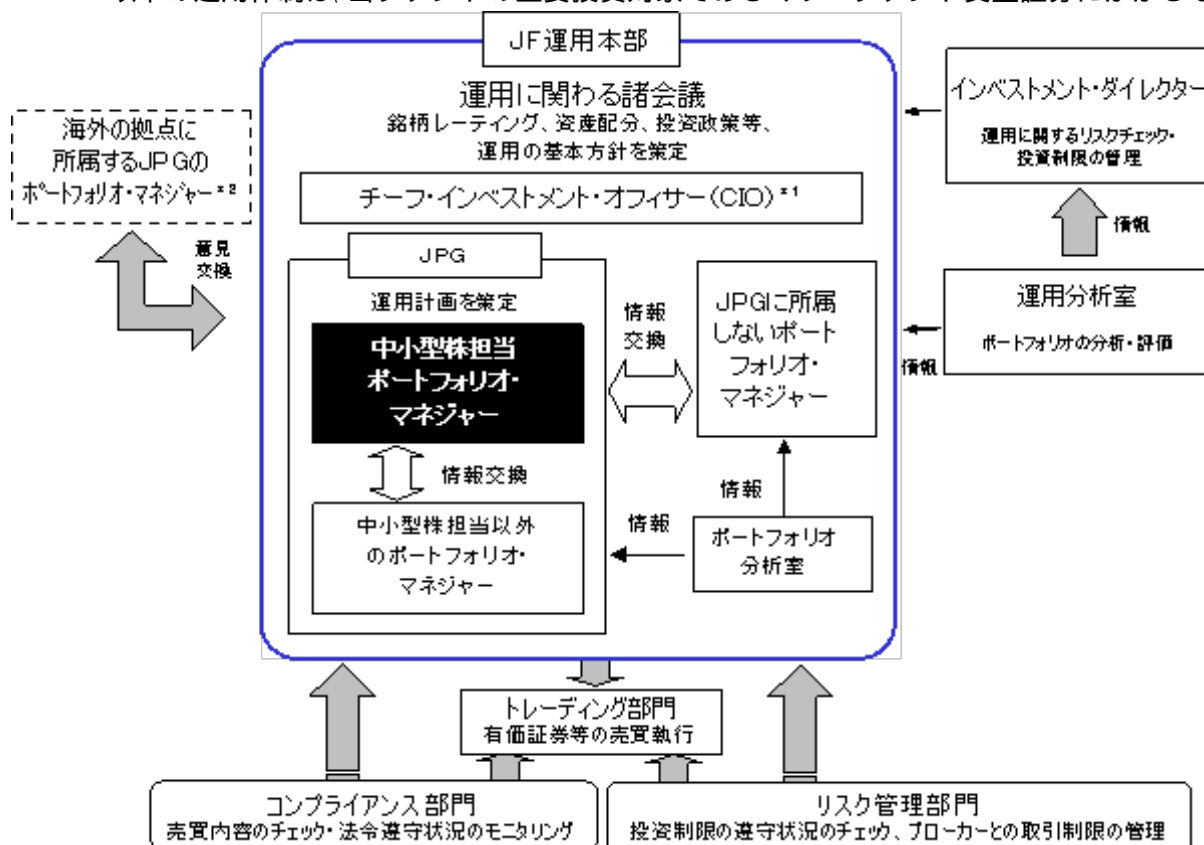 JF運用本部
運用に関わる諸会議
銘柄レーティング、資産配分、投資政策等、
運用の基本方針を策定
チーフ・インベストメント・オフィサー(CIO)*1
海外の拠点に
所属するJPGの
ポートフォリオ・マネジャー*2
意見
交換
JPG
運用計画を策定
中小型株担当
ポートフォリオ・
マネジャー
情報交換
中小型株担当以外
のポートフォリオ・
マネジャー
情報
交換
JPGに所属
しないポート
フォリオ・
マネジャー
情報
情報
ポートフォリオ
分析室
インベストメント・ダイレクター
運用に関するリスクチェック・
投資制限の管理
情報
運用分析室
ポートフォリオの分析・評価
情報
トレーディング部門
有価証券等の売買執行
コンプライアンス部門
売買内容のチェック・法令遵守状況のモニタリング
リスク管理部門
投資制限の遵守状況のチェック、ブローカーとの取引制限の管理